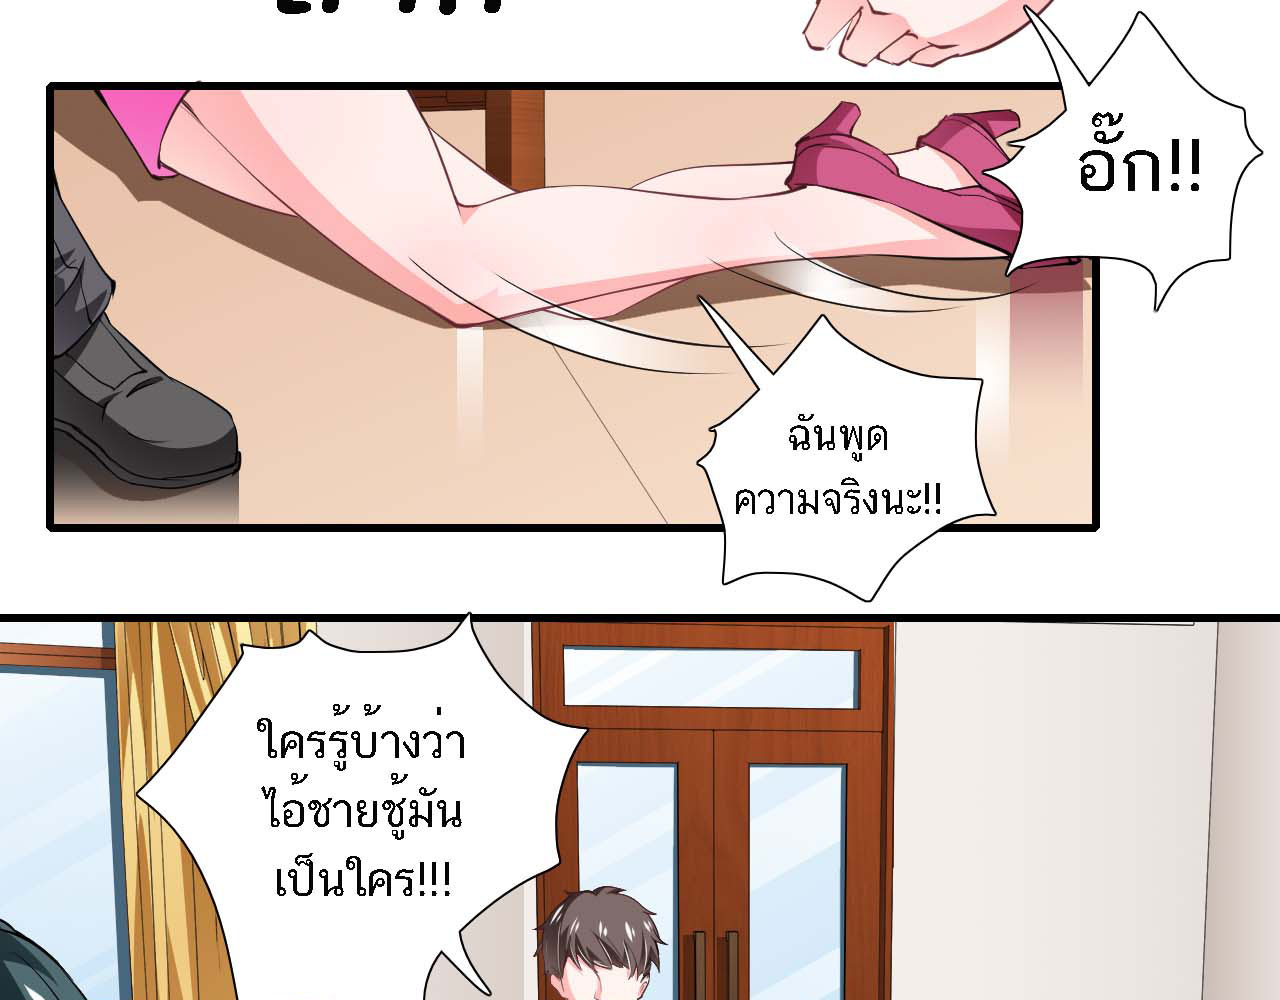 อั๊ก!!
ฉันพูด
ความจริงนะ!!
ใครรู้บ้างว่า
ไอ้ชายชู้มัน
เป็นใคร!!!